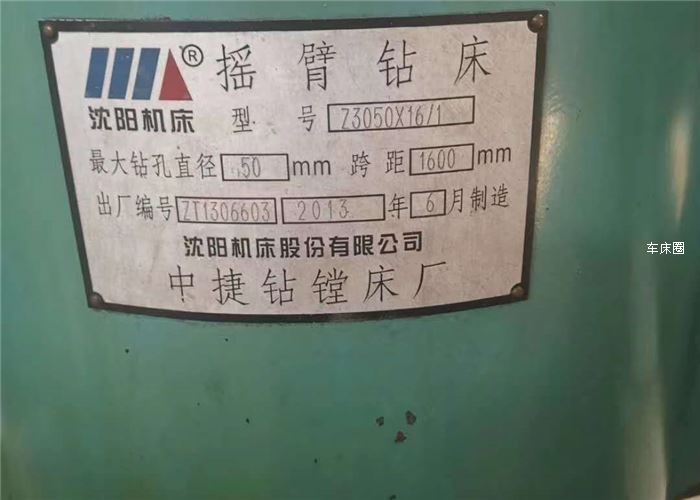 ® 摇臂钻床
沈阳机床 型号 Z3050X16/1
最大钻孔直径 50 mm 跨距 1600 mm
出厂编号 ZT1306603 2013 年 6 月制造
沈阳机床股份有限公司
中捷钻镗床厂
车床圈